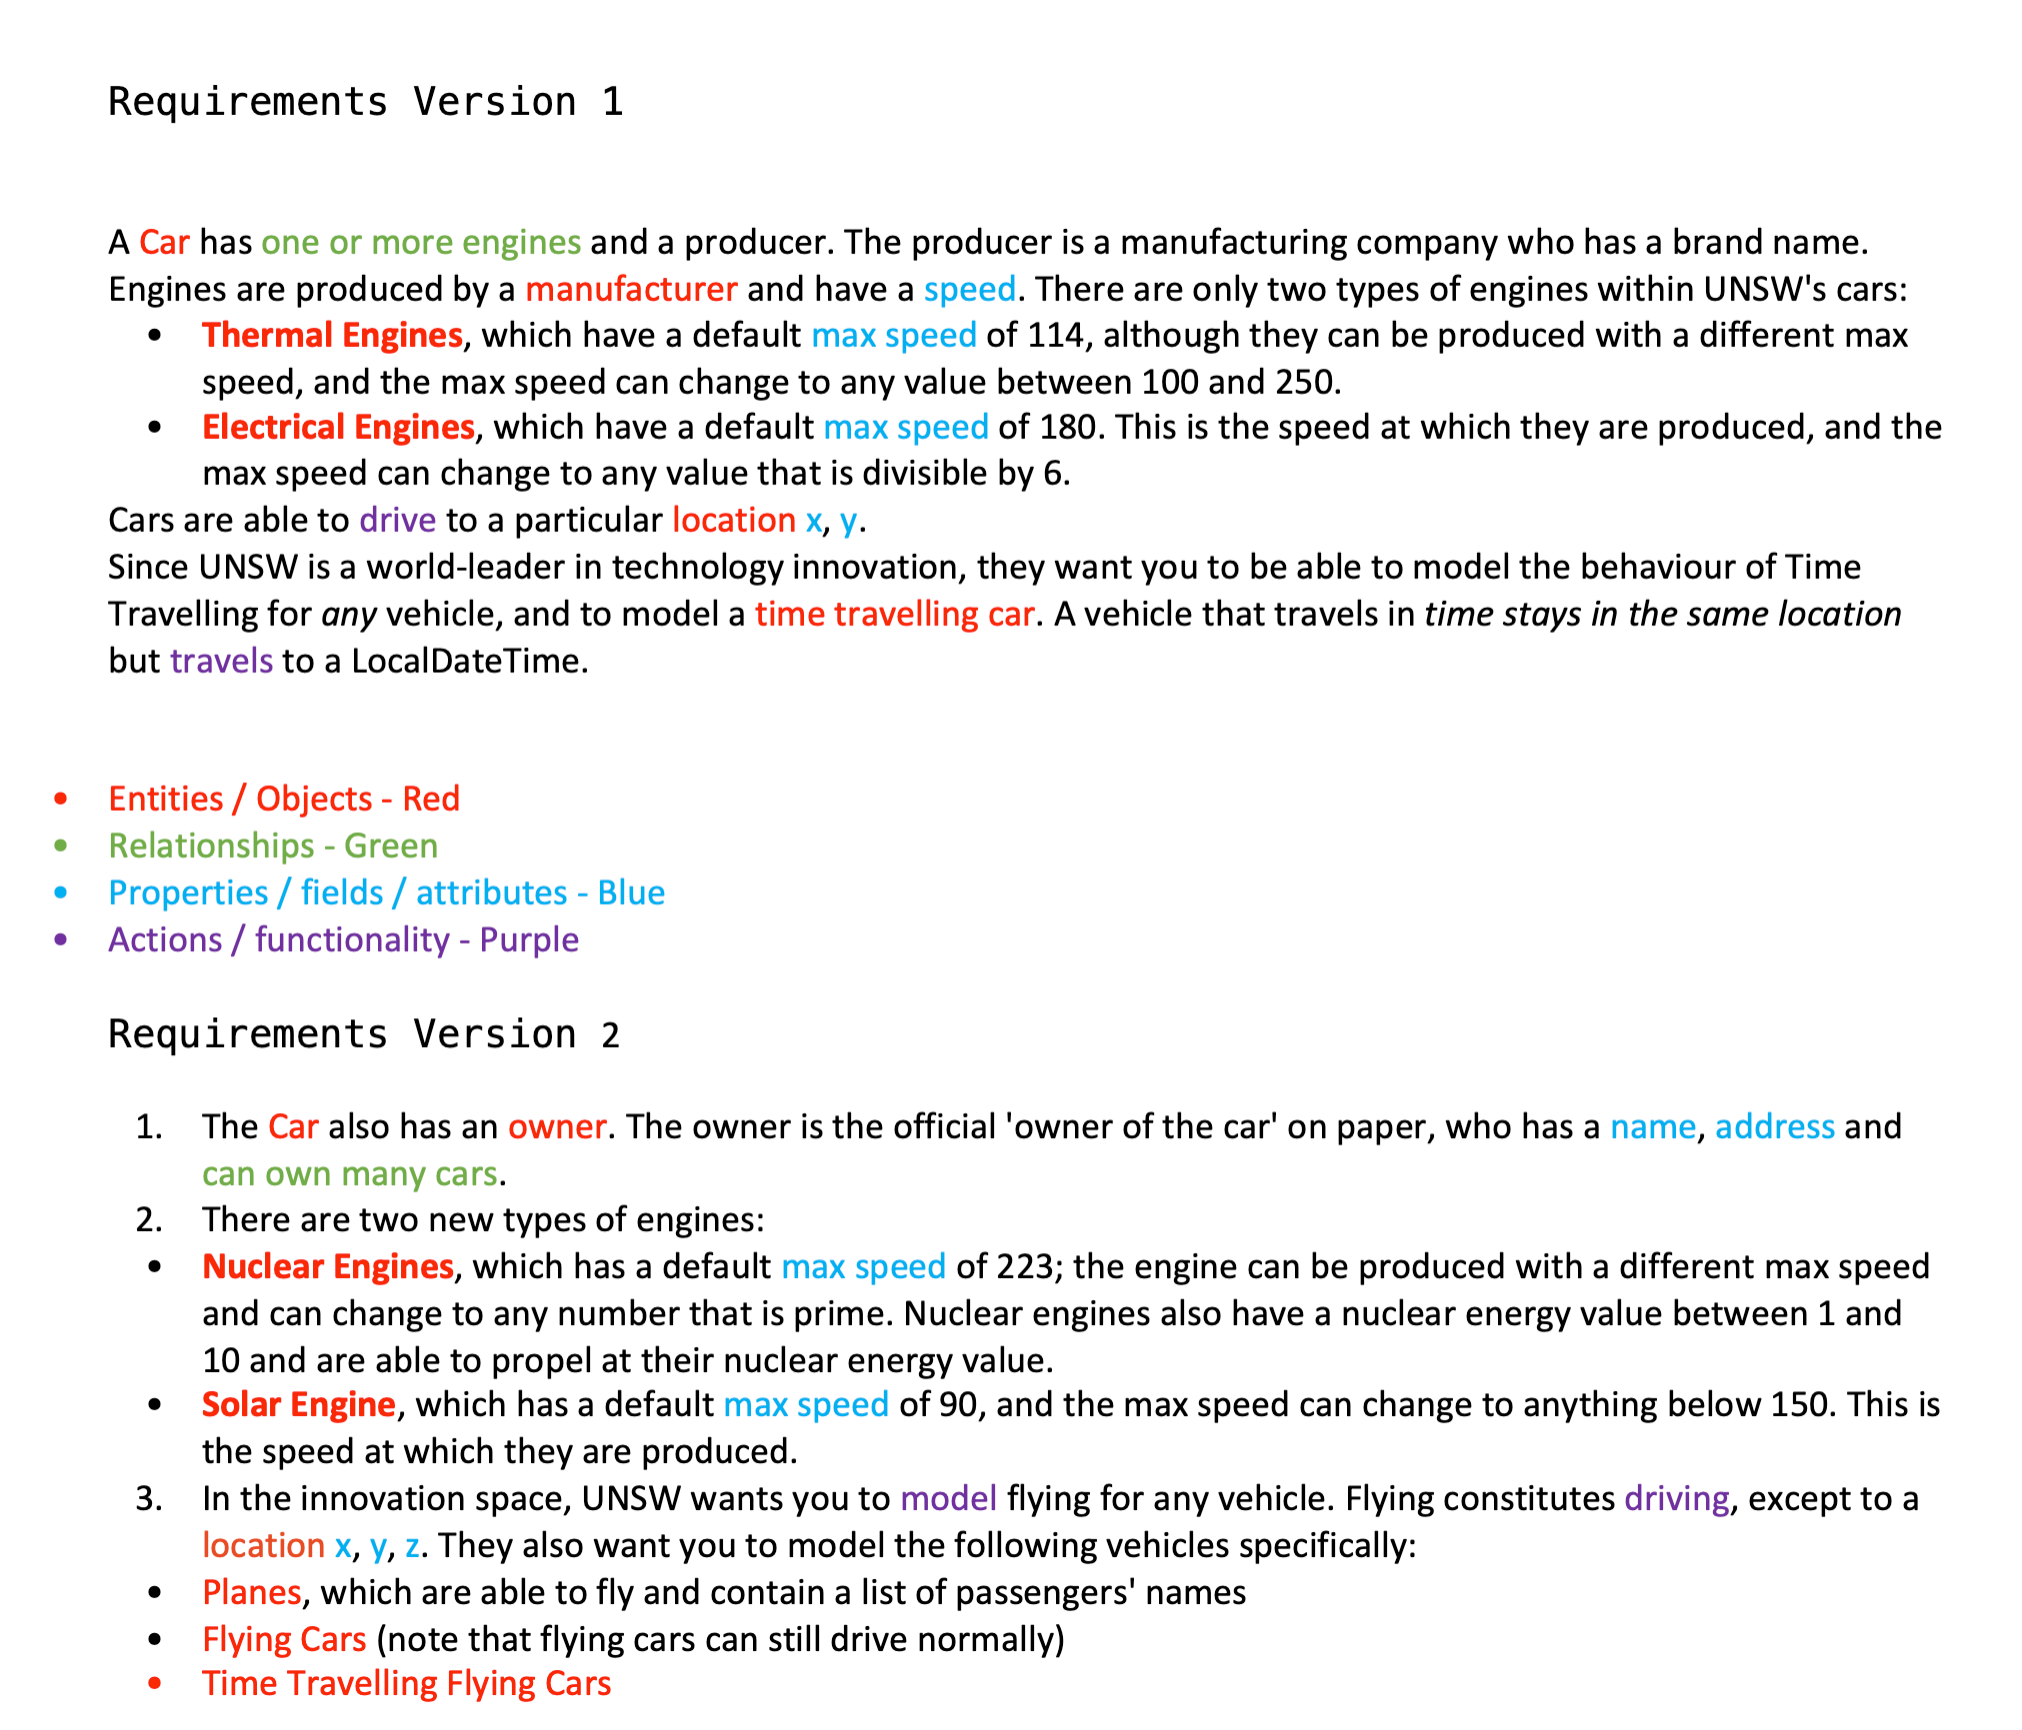 Requirements Version 1
A Car has one or more engines and a producer. The producer is a manufacturing company who has a brand name.
Engines are produced by a manufacturer and have a speed. There are only two types of engines within UNSW's cars:
• Thermal Engines, which have a default max speed of 114, although they can be produced with a different max
speed, and the max speed can change to any value between 100 and 250.
• Electrical Engines, which have a default max speed of 180. This is the speed at which they are produced, and the
max speed can change to any value that is divisible by 6.
Cars are able to drive to a particular location x, y.
Since UNSW is a world-leader in technology innovation, they want you to be able to model the behaviour of Time
Travelling for any vehicle, and to model a time travelling car. A vehicle that travels in time stays in the same location
but travels to a LocalDateTime.
• Entities / Objects - Red
• Relationships - Green
• Properties / fields / attributes - Blue
• Actions / functionality - Purple
Requirements Version 2
1. The Car also has an owner. The owner is the official 'owner of the car' on paper, who has a name, address and
can own many cars.
2. There are two new types of engines:
• Nuclear Engines, which has a default max speed of 223; the engine can be produced with a different max speed
and can change to any number that is prime. Nuclear engines also have a nuclear energy value between 1 and
10 and are able to propel at their nuclear energy value.
• Solar Engine, which has a default max speed of 90, and the max speed can change to anything below 150. This is
the speed at which they are produced.
3. In the innovation space, UNSW wants you to model flying for any vehicle. Flying constitutes driving, except to a
location x, y, z. They also want you to model the following vehicles specifically:
• Planes, which are able to fly and contain a list of passengers' names
• Flying Cars (note that flying cars can still drive normally)
• Time Travelling Flying Cars